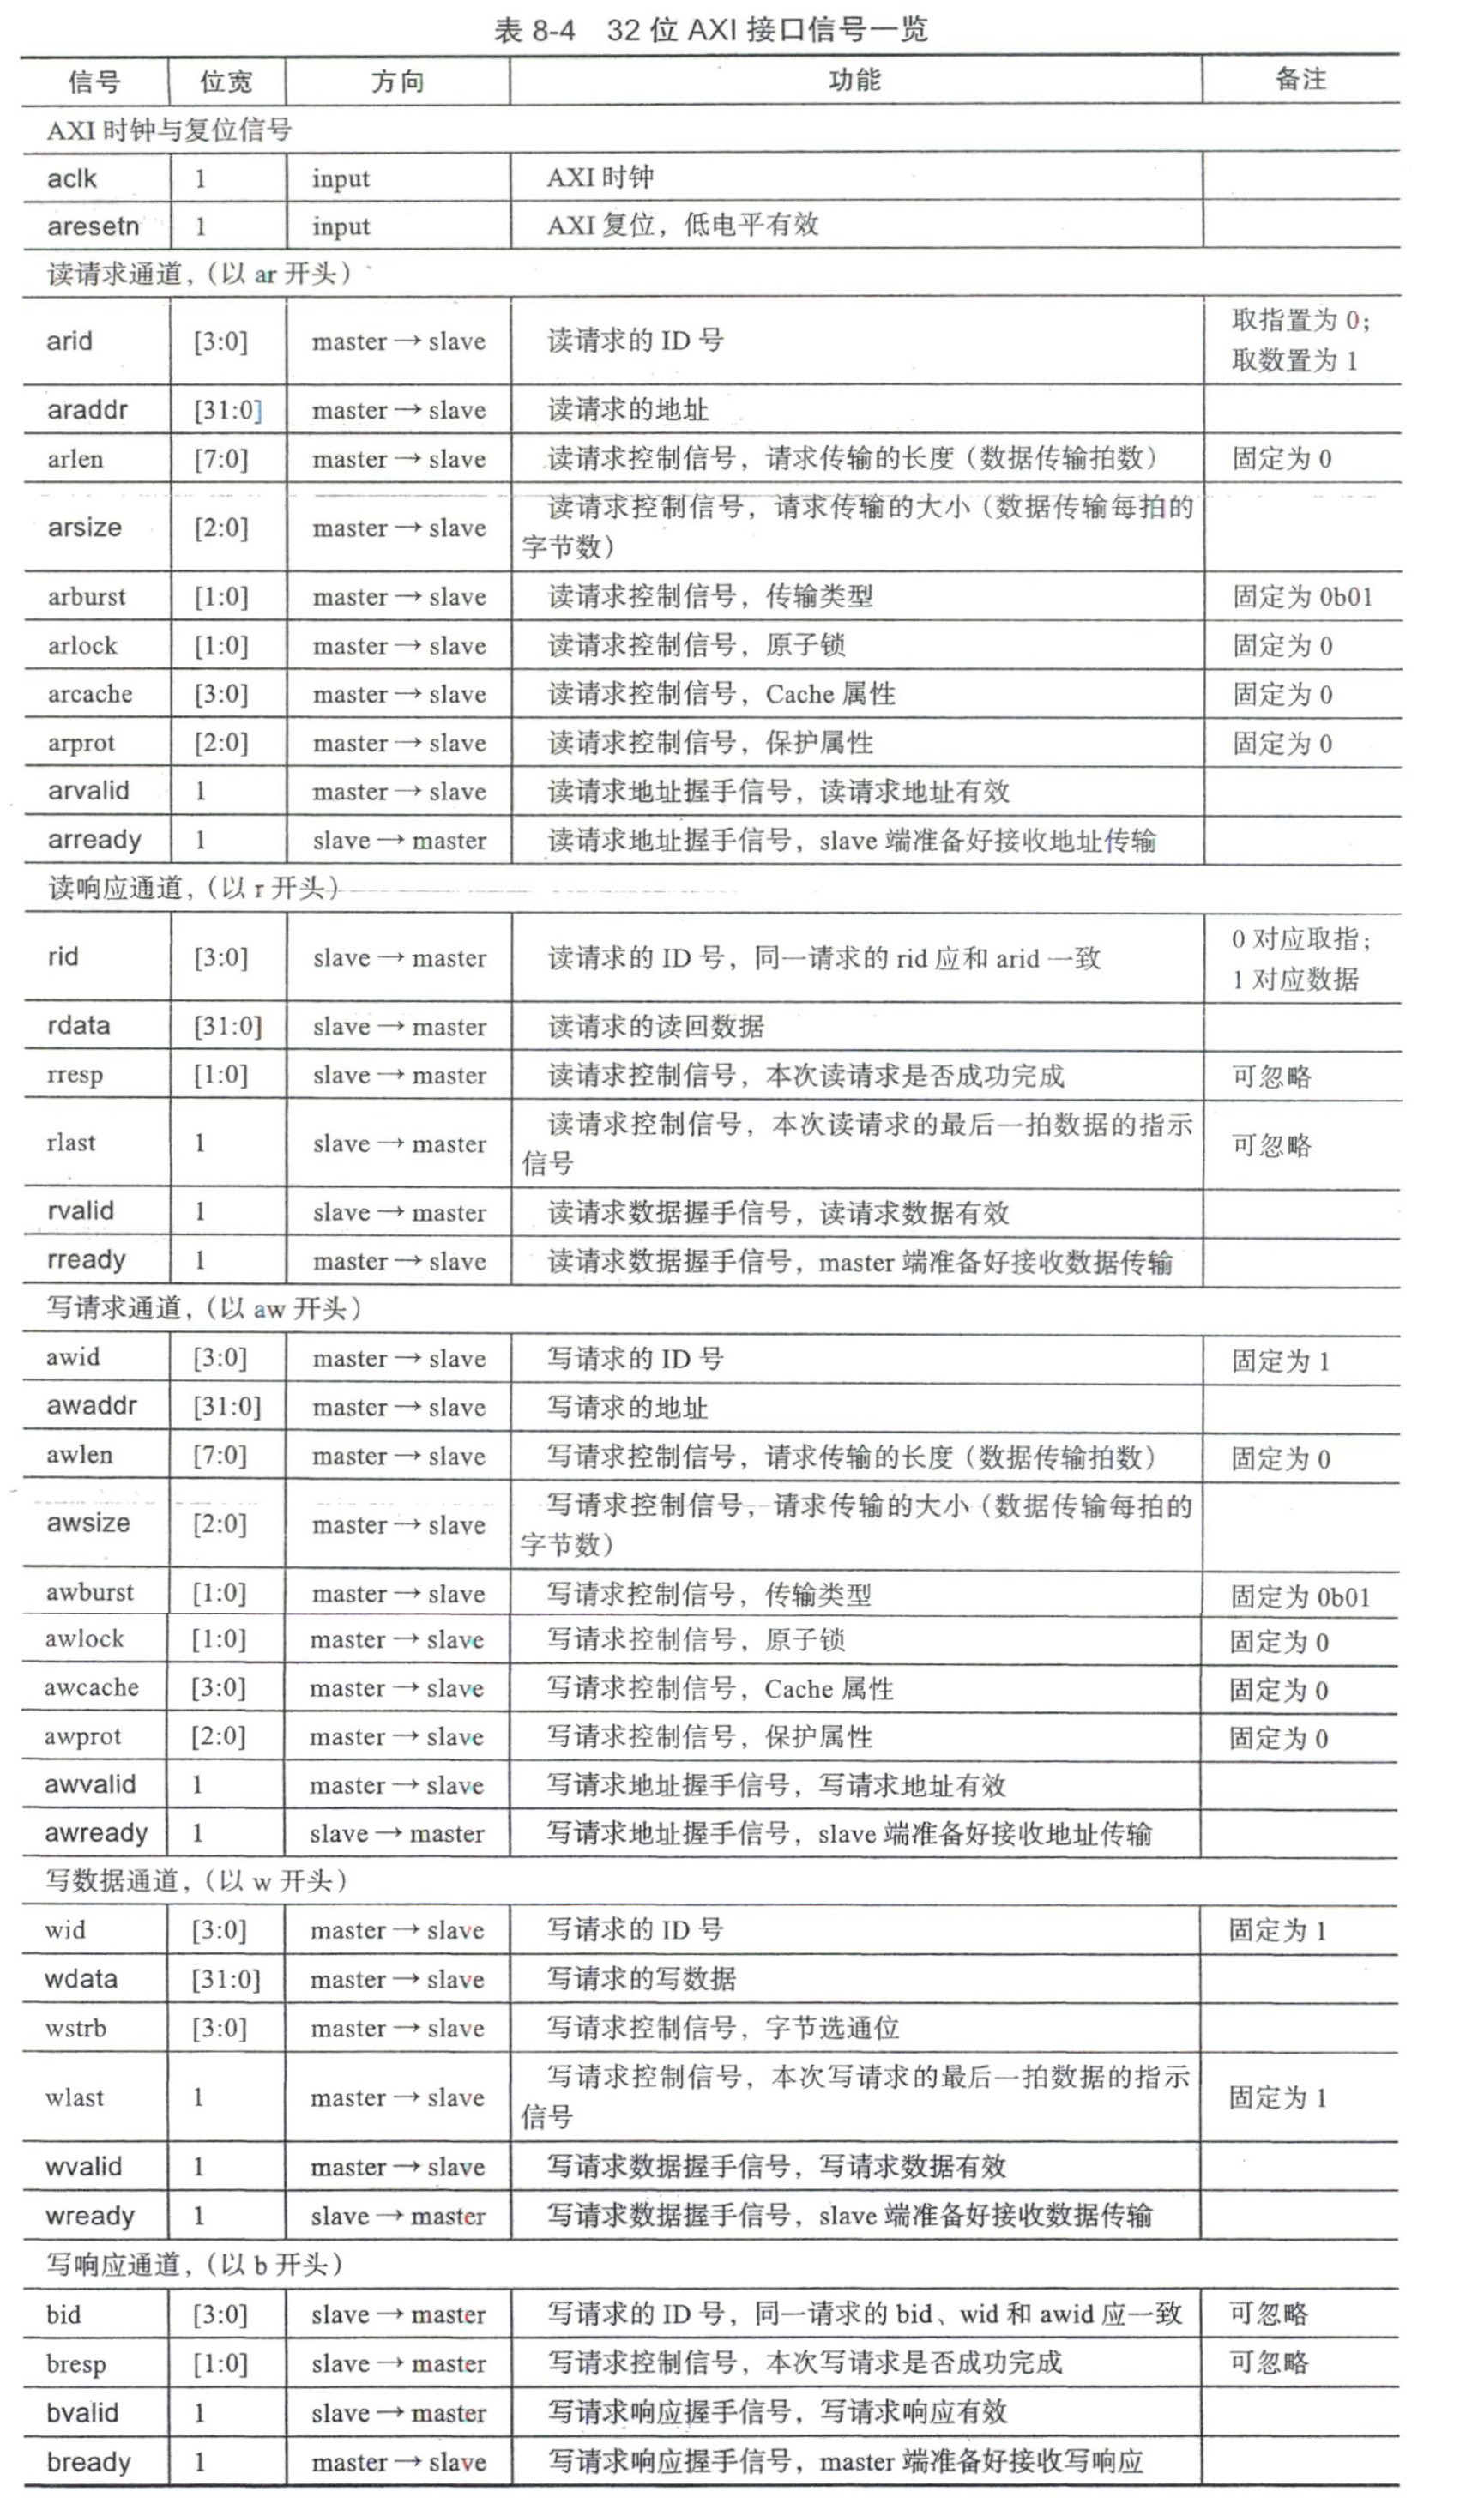 表 8-4 32 位 AXI 接口信号一览
信号 位宽 方向 功能 备注
AXI 时钟与复位信号
aclk 1 input AXI 时钟
aresetn 1 input AXI 复位，低电平有效
读请求通道，（以 ar 开头）
arid [3:0] master → slave 读请求的 ID 号 取指置为 0；
取数置为 1
araddr [31:0] master → slave 读请求的地址
arlen [7:0] master → slave 读请求控制信号，请求传输的长度（数据传输拍数） 固定为 0
arsize [2:0] master → slave 读请求控制信号，请求传输的大小（数据传输每拍的
字节数）
arburst [1:0] master → slave 读请求控制信号，传输类型 固定为 0b01
arlock [1:0] master → slave 读请求控制信号，原子锁 固定为 0
arcache [3:0] master → slave 读请求控制信号，Cache 属性 固定为 0
arprot [2:0] master → slave 读请求控制信号，保护属性 固定为 0
arvalid 1 master → slave 读请求地址握手信号，读请求地址有效
arready 1 slave → master 读请求地址握手信号，slave 端准备好接收地址传输
读响应通道，（以 r 开头）
rid [3:0] slave → master 读请求的 ID 号，同一请求的 rid 应和 arid 一致 0 对应取指；
1 对应数据
rdata [31:0] slave → master 读请求的读回数据
rresp [1:0] slave → master 读请求控制信号，本次读请求是否成功完成 可忽略
rlast 1 slave → master 读请求控制信号，本次读请求的最后一拍数据的指示
信号 可忽略
rvalid 1 slave → master 读请求数据握手信号，读请求数据有效
rready 1 master → slave 读请求数据握手信号，master 端准备好接收数据传输
写请求通道，（以 aw 开头）
awid [3:0] master → slave 写请求的 ID 号 固定为 1
awaddr [31:0] master → slave 写请求的地址
awlen [7:0] master → slave 写请求控制信号，请求传输的长度（数据传输拍数） 固定为 0
awsize [2:0] master → slave 写请求控制信号，请求传输的大小（数据传输每拍的
字节数）
awburst [1:0] master → slave 写请求控制信号，传输类型 固定为 0b01
awlock [1:0] master → slave 写请求控制信号，原子锁 固定为 0
awcache [3:0] master → slave 写请求控制信号，Cache 属性 固定为 0
awprot [2:0] master → slave 写请求控制信号，保护属性 固定为 0
awvalid 1 master → slave 写请求地址握手信号，写请求地址有效
awready 1 slave → master 写请求地址握手信号，slave 端准备好接收地址传输
写数据通道，（以 w 开头）
wid [3:0] master → slave 写请求的 ID 号 固定为 1
wdata [31:0] master → slave 写请求的写数据
wstrb [3:0] master → slave 写请求控制信号，字节选通位
wlast 1 master → slave 写请求控制信号，本次写请求的最后一拍数据的指示
信号 固定为 1
wvalid 1 master → slave 写请求数据握手信号，写请求数据有效
wready 1 slave → master 写请求数据握手信号，slave 端准备好接收数据传输
写响应通道，（以 b 开头）
bid [3:0] slave → master 写请求的 ID 号，同一请求的 bid、wid 和 awid 应一致 可忽略
bresp [1:0] slave → master 写请求控制信号，本次写请求是否成功完成 可忽略
bvalid 1 slave → master 写请求响应握手信号，写请求响应有效
bready 1 master → slave 写请求响应握手信号，master 端准备好接收写响应